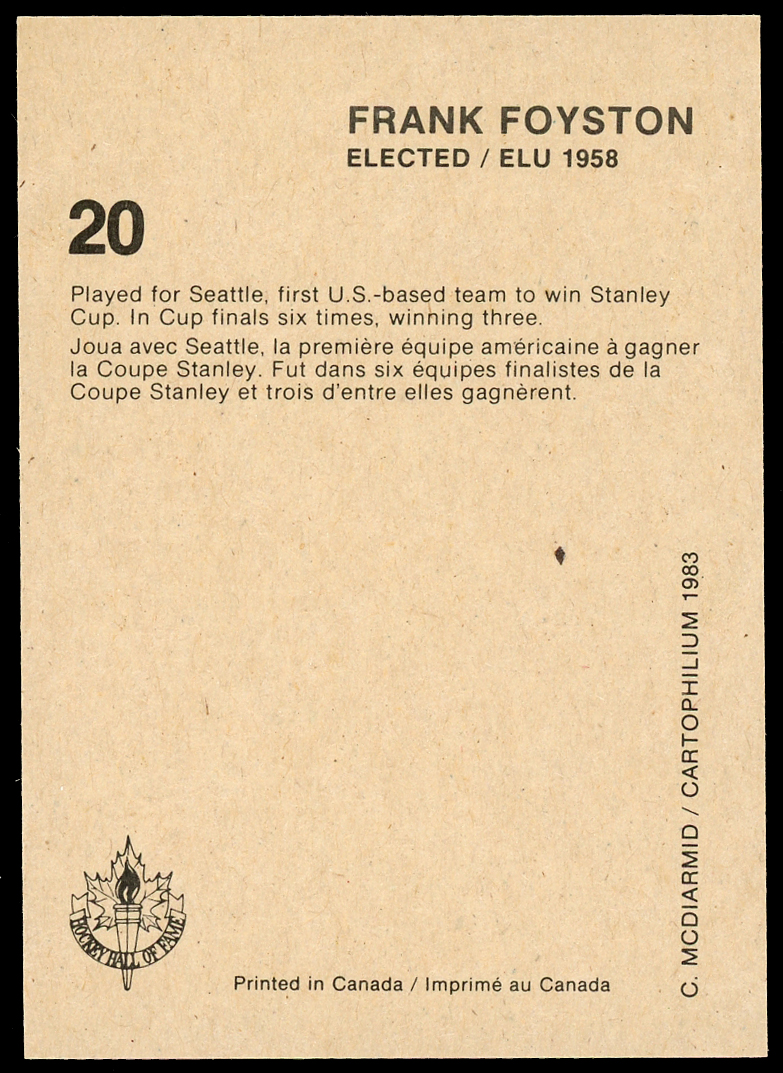 FRANK FOYSTON
ELECTED / ELU 1958
20
Played for Seattle, first U.S.-based team to win Stanley
Cup. In Cup finals six times, winning three.
Joua avec Seattle, la première équipe américaine à gagner
la Coupe Stanley. Fut dans six équipes finalistes de la
Coupe Stanley et trois d'entre elles gagnèrent.
C. MCDIARMID / CARTOPHILIUM 1983
HOCKEY HALL OF FAME
Printed in Canada / Imprimé au Canada